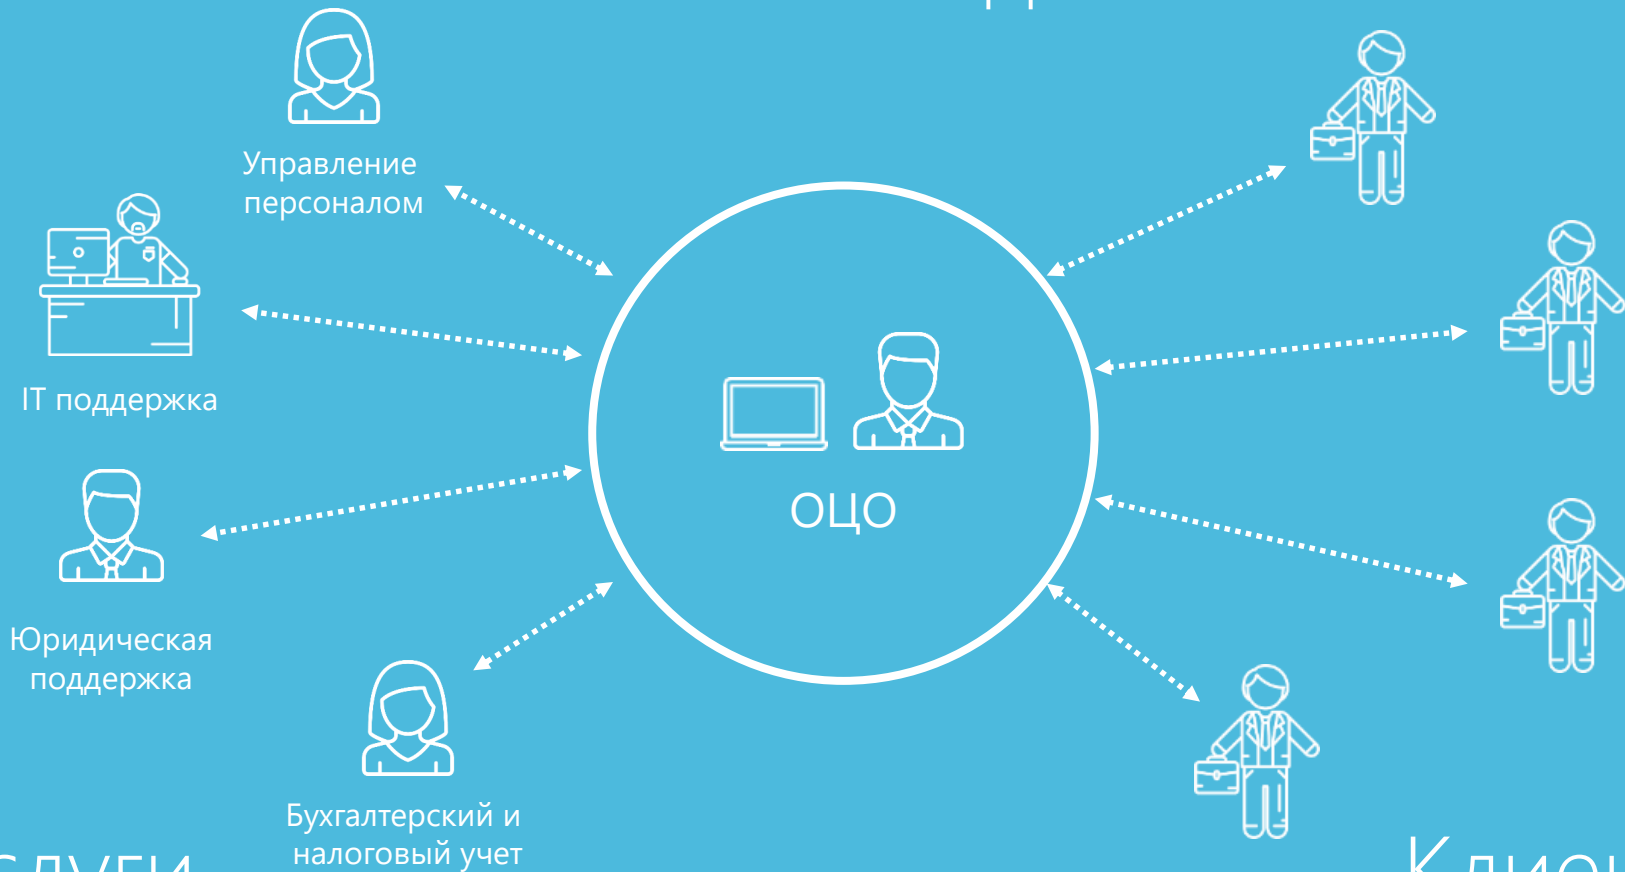 Управление
персоналом
IT поддержка
ОЦО
Юридическая
поддержка
Бухгалтерский и
налоговый учет